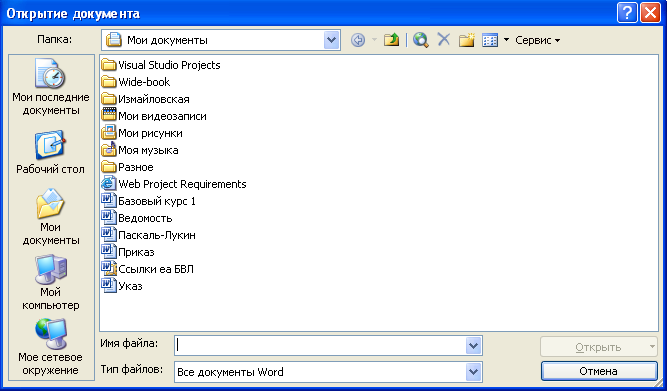 Открытие документа
Папка:
Мои документы
Сервис
Мои последние
документы
Рабочий стол
Мои
документы
Мой
компьютер
Мое сетевое
окружение
Visual Studio Projects
Wide-book
Измайловская
Мои видеозаписи
Мои рисунки
Моя музыка
Разное
Web Project Requirements
Базовый курс 1
Ведомость
Паскаль-Лукин
Приказ
Ссылки еа БВЛ
Указ
Имя файла:
Открыть
Тип файлов:
Все документы Word
Отмена